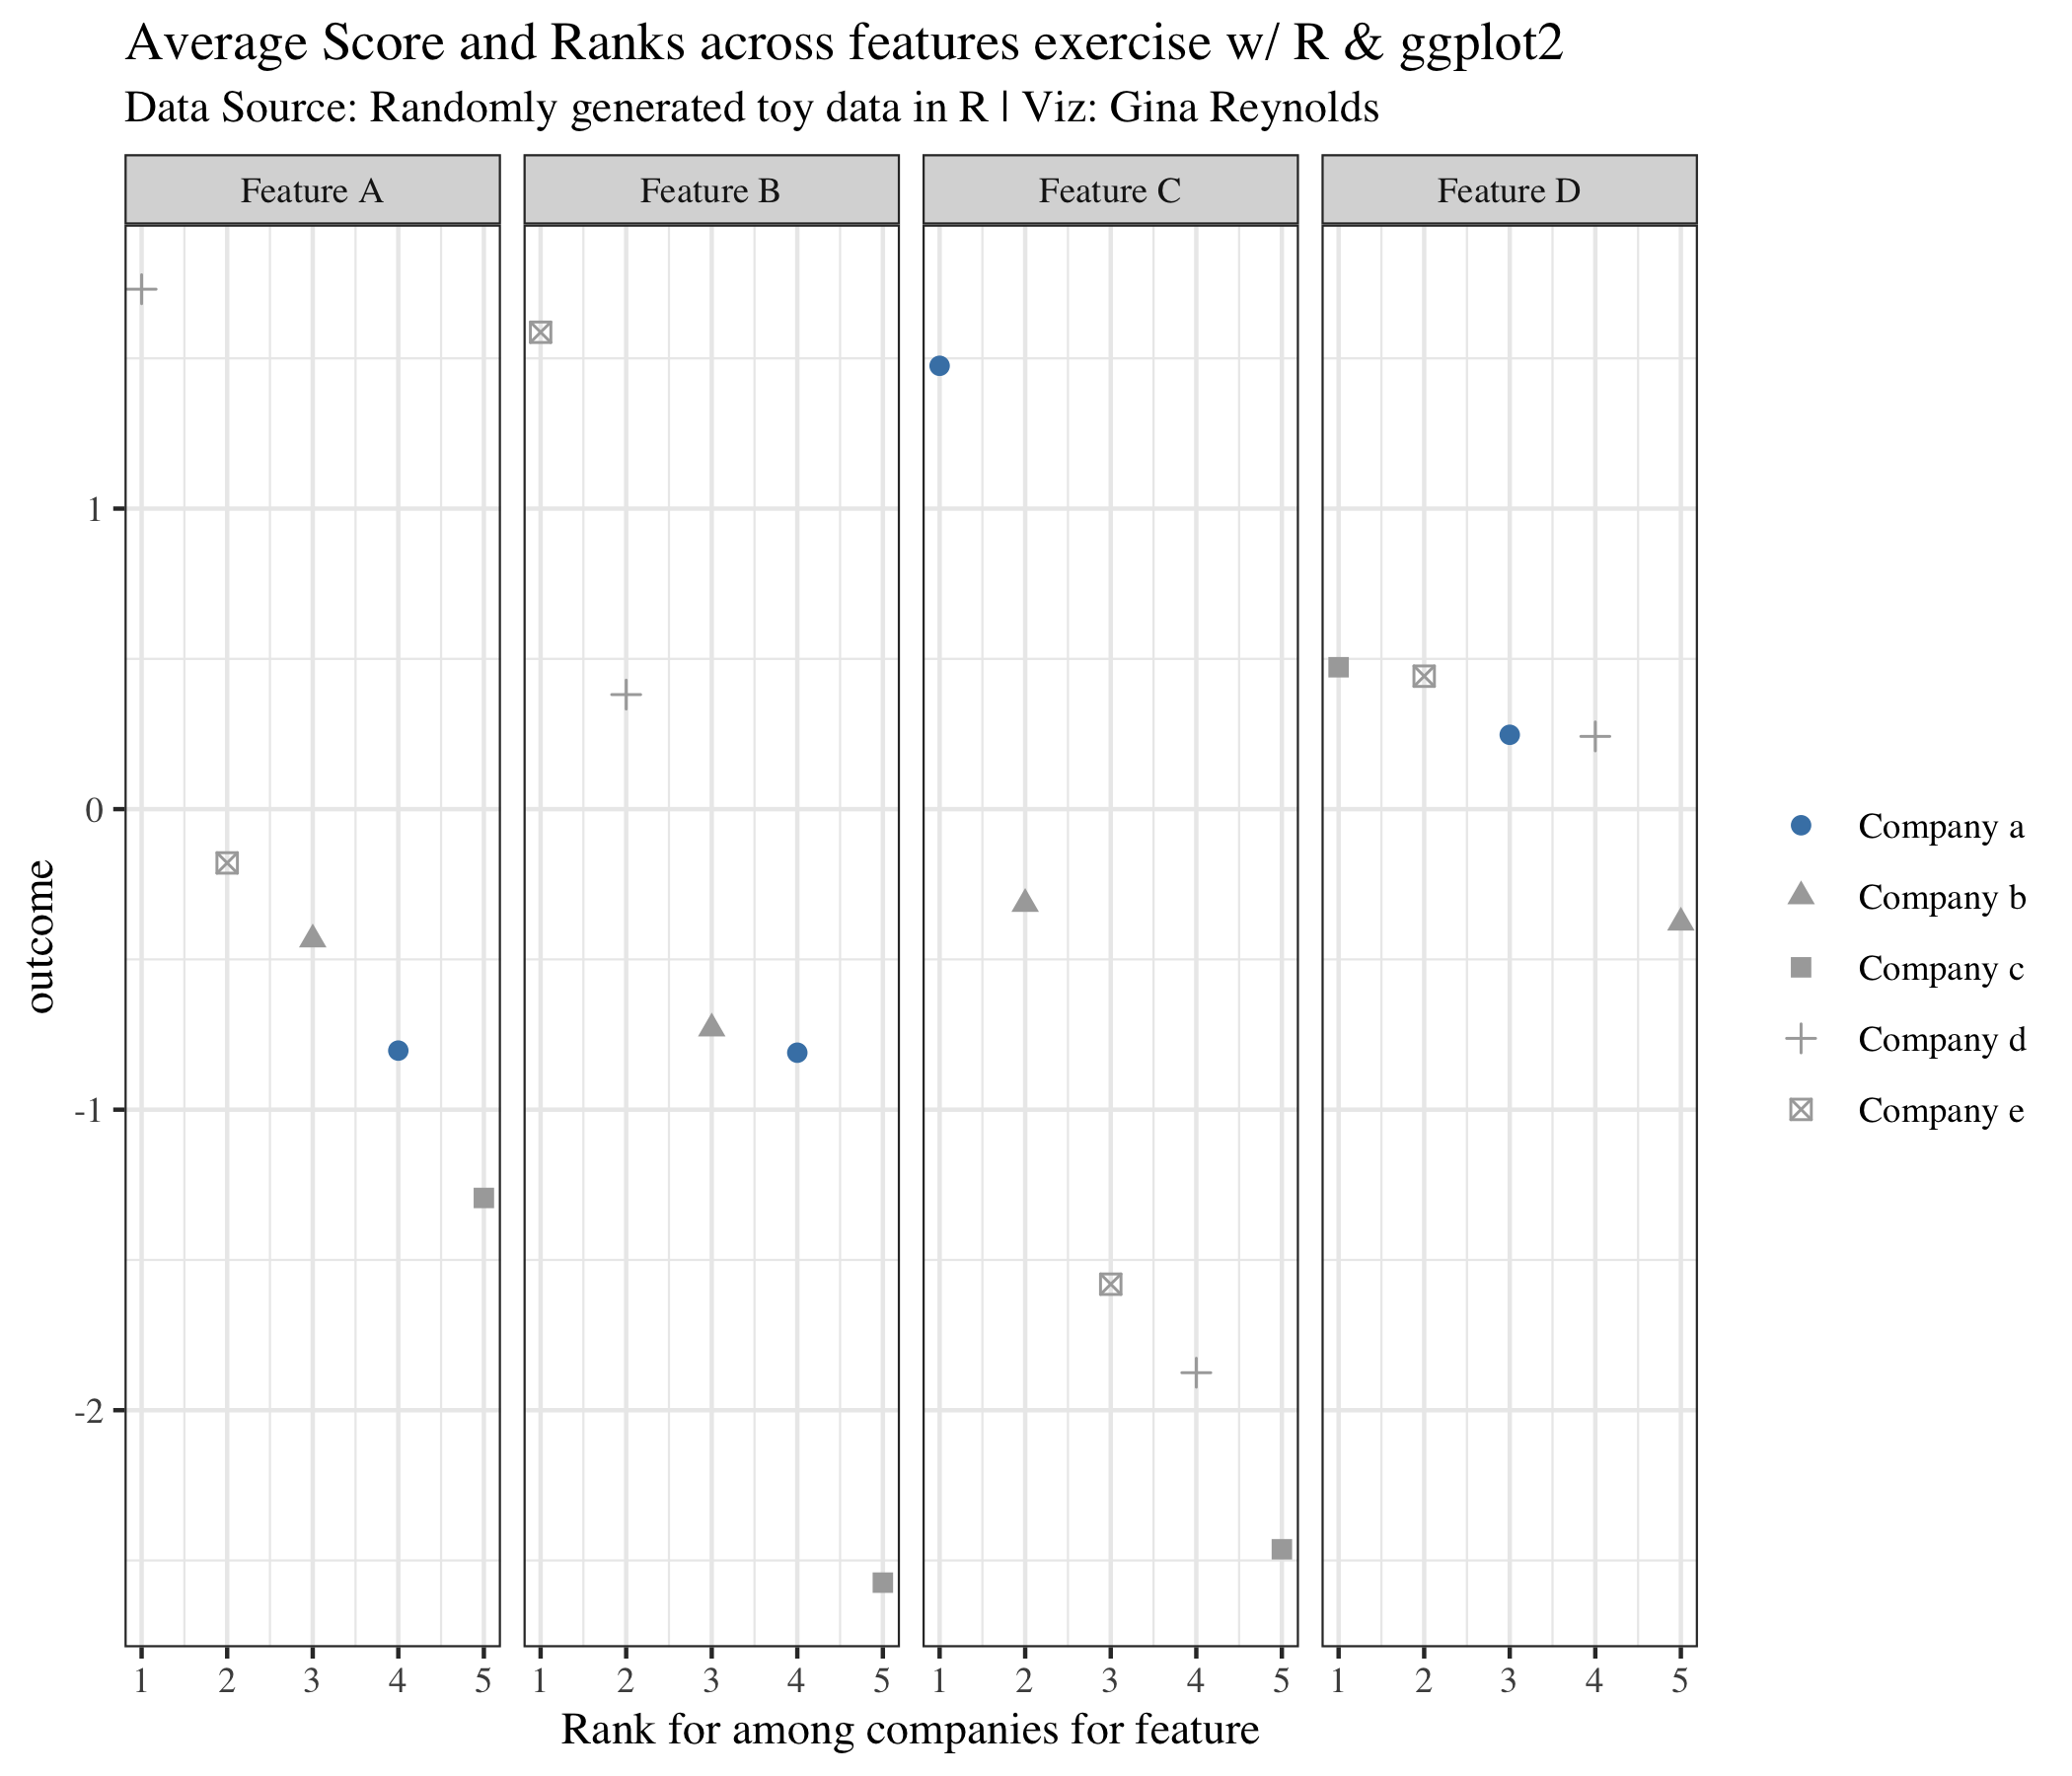 Average Score and Ranks across features exercise w/ R & ggplot2
Data Source: Randomly generated toy data in R | Viz: Gina Reynolds
Feature A
Feature B
Feature C
Feature D
outcome
1
0
-1
-2
1 2 3 4 5
1 2 3 4 5
1 2 3 4 5
1 2 3 4 5
Rank for among companies for feature
Company a
Company b
Company c
Company d
Company e